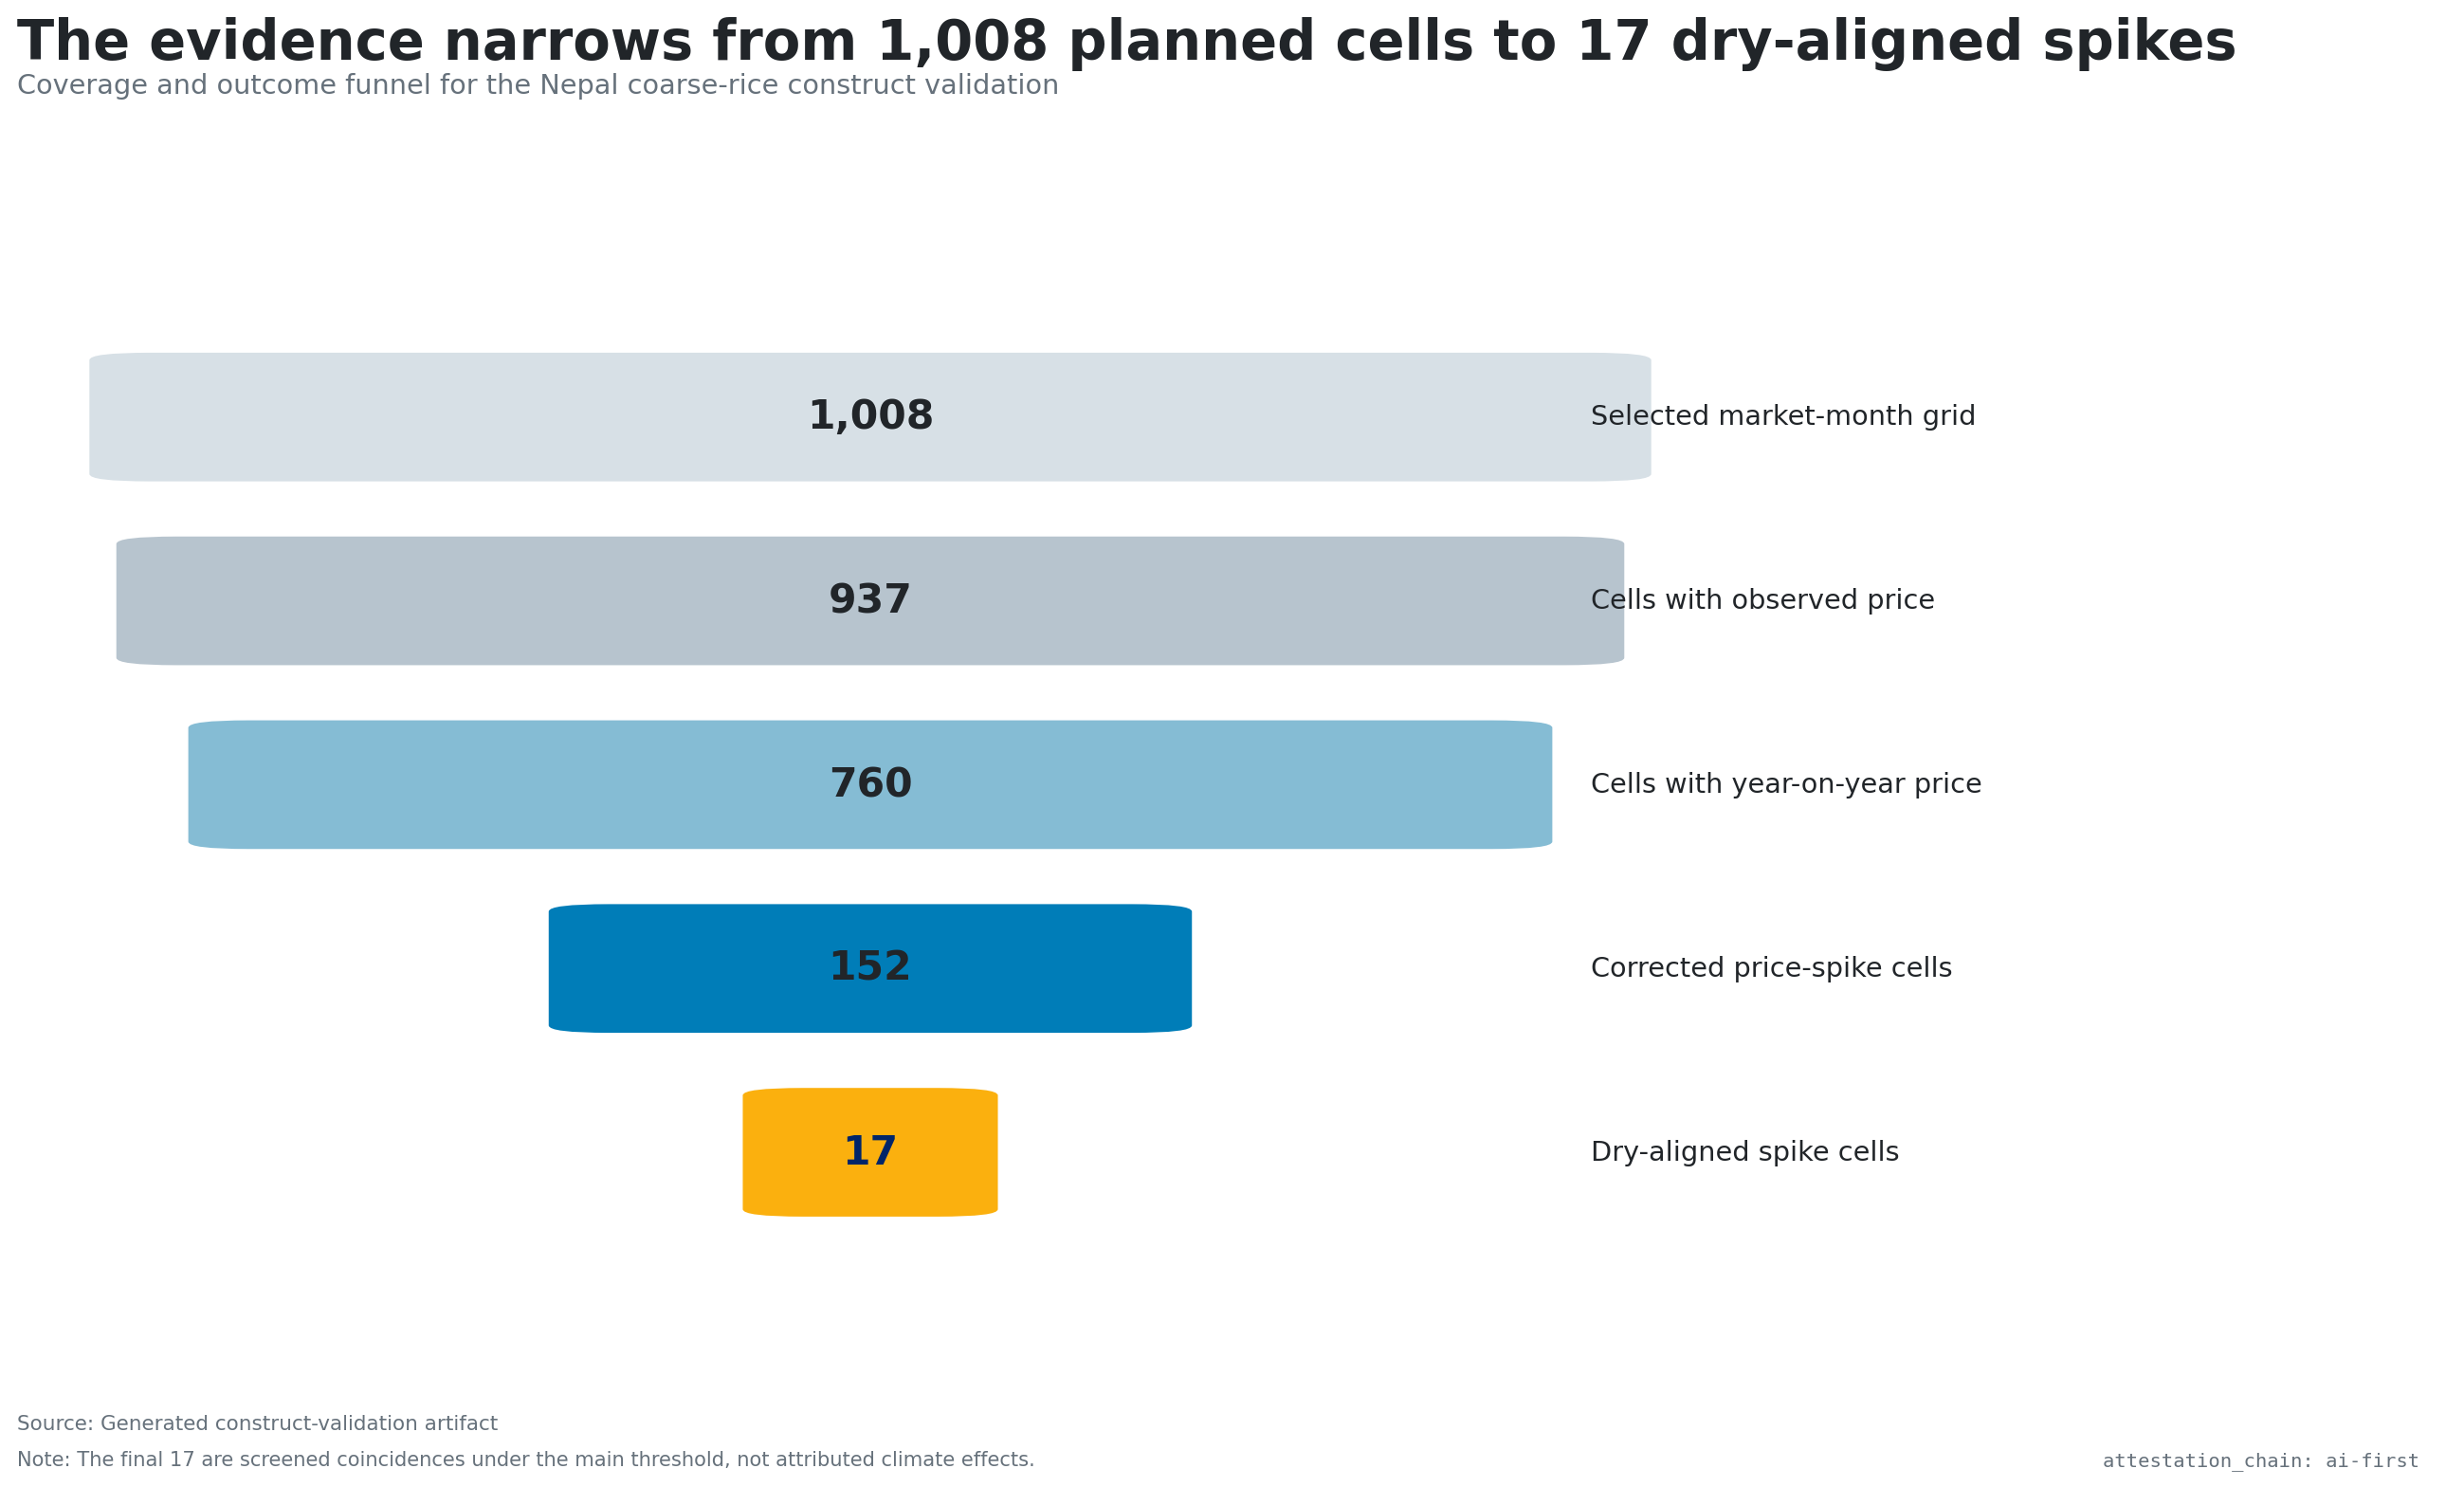 The evidence narrows from 1,008 planned cells to 17 dry-aligned spikes
Coverage and outcome funnel for the Nepal coarse-rice construct validation
1,008
Selected market-month grid
937
Cells with observed price
760
Cells with year-on-year price
152
Corrected price-spike cells
17
Dry-aligned spike cells
Source: Generated construct-validation artifact
Note: The final 17 are screened coincidences under the main threshold, not attributed climate effects.
attestation_chain: ai-first